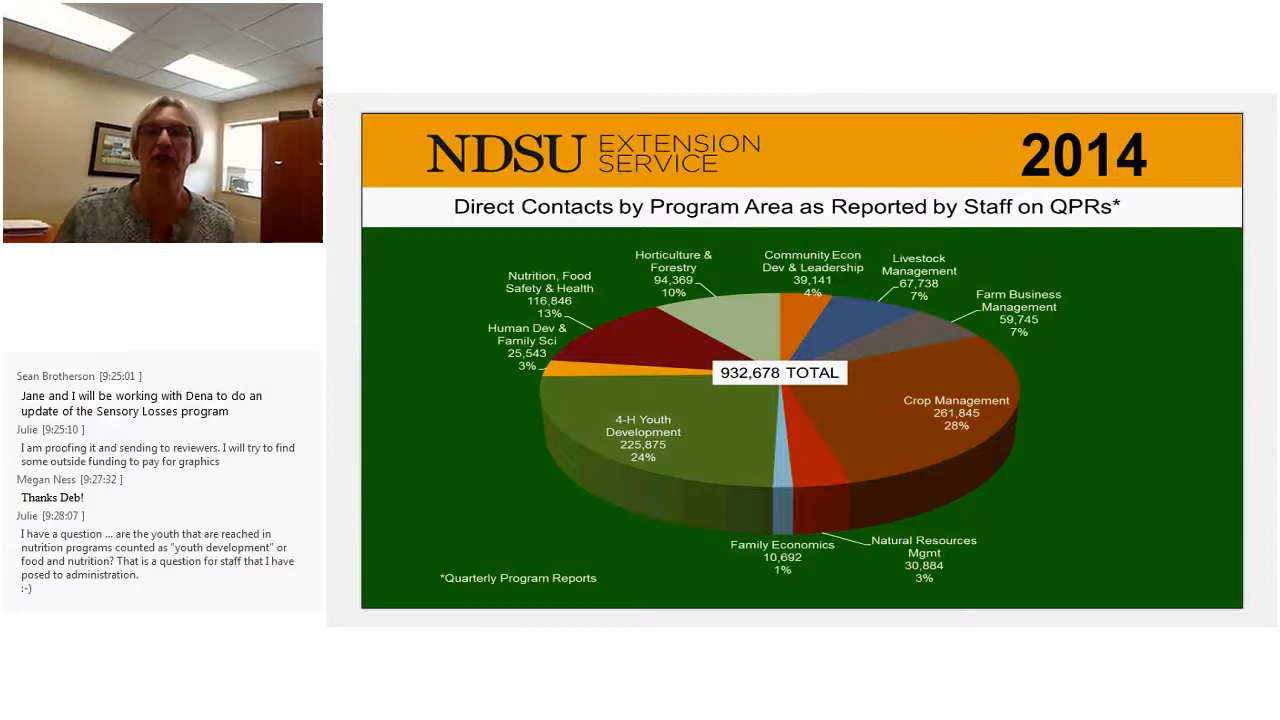 NDSU EXTENSION SERVICE
2014
Direct Contacts by Program Area as Reported by Staff on QPRs*
Horticulture &
Forestry
94,369
10%
Community Econ
Dev & Leadership
39,141
4%
Livestock
Management
67,738
7%
Farm Business
Management
59,745
7%
Nutrition, Food
Safety & Health
116,846
13%
Human Dev &
Family Sci
25,543
3%
932,678 TOTAL
Crop Management
261,845
28%
4-H Youth
Development
225,875
24%
Family Economics
10,692
1%
Natural Resources
Mgmt
30,884
3%
*Quarterly Program Reports
Sean Brotherson [9:25:01 ]
Jane and I will be working with Dena to do an
update of the Sensory Losses program
Julie [9:25:10 ]
I am proofing it and sending to reviewers. I will try to find
some outside funding to pay for graphics
Megan Ness [9:27:32 ]
Thanks Deb!
Julie [9:28:07 ]
I have a question ... are the youth that are reached in
nutrition programs counted as "youth development" or
food and nutrition? That is a question for staff that I have
posed to administration.
:-)